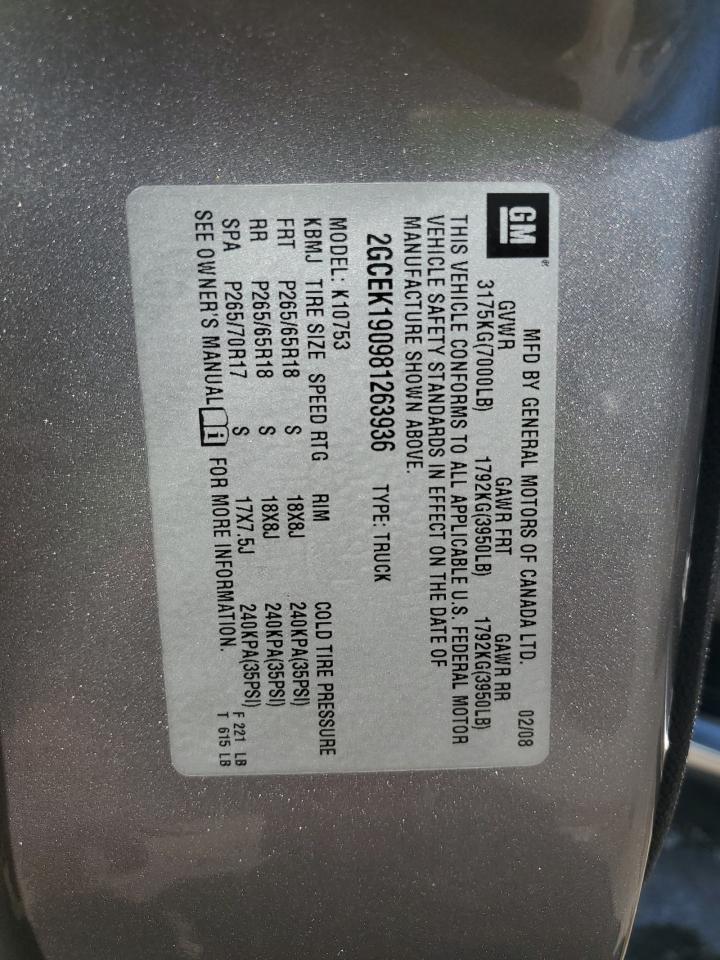 GM ®
MFD BY GENERAL MOTORS OF CANADA LTD. 02/08
GVWR GAWR FRT GAWR RR
3175KG(7000LB) 1792KG(3950LB) 1792KG(3950LB)
THIS VEHICLE CONFORMS TO ALL APPLICABLE U.S. FEDERAL MOTOR
VEHICLE SAFETY STANDARDS IN EFFECT ON THE DATE OF
MANUFACTURE SHOWN ABOVE.
2GCEK190981263936 TYPE: TRUCK
MODEL: K10753
KBMJ TIRE SIZE SPEED RTG RIM COLD TIRE PRESSURE
FRT P265/65R18 S 18X8J 240KPA(35PSI)
RR P265/65R18 S 18X8J 240KPA(35PSI)
SPA P265/70R17 S 17X7.5J 240KPA(35PSI) F 221 LB
SEE OWNER'S MANUAL i FOR MORE INFORMATION. T 615 LB